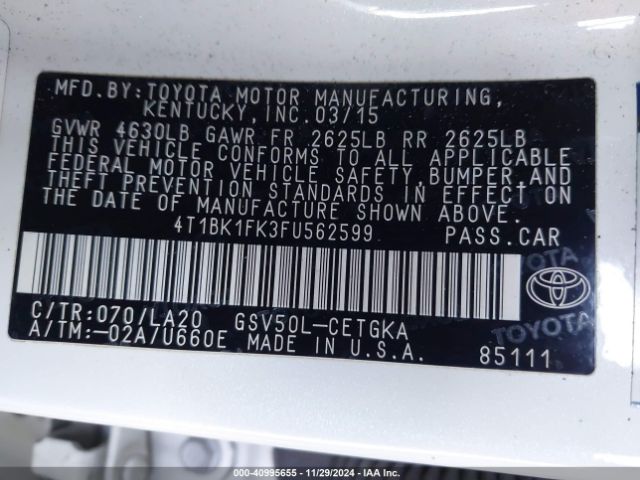 MFD.BY:TOYOTA MOTOR MANUFACTURING,
KENTUCKY, INC.03/15
GVWR 4630LB GAWR FR 2625LB RR 2625LB
THIS VEHICLE CONFORMS TO ALL APPLICABLE
FEDERAL MOTOR VEHICLE SAFETY,BUMPER,AND
THEFT PREVENTION STANDARDS IN EFFECT ON
THE DATE OF MANUFACTURE SHOWN ABOVE.
4T1BK1FK3FU562599 PASS.CAR
C/TR:070/LA20 GSV50L-CETGKA
A/TM:-02A/U660E MADE IN U.S.A. 85111
TOYOTA
000-40995655 | 11/29/2024 | IAAI.COM